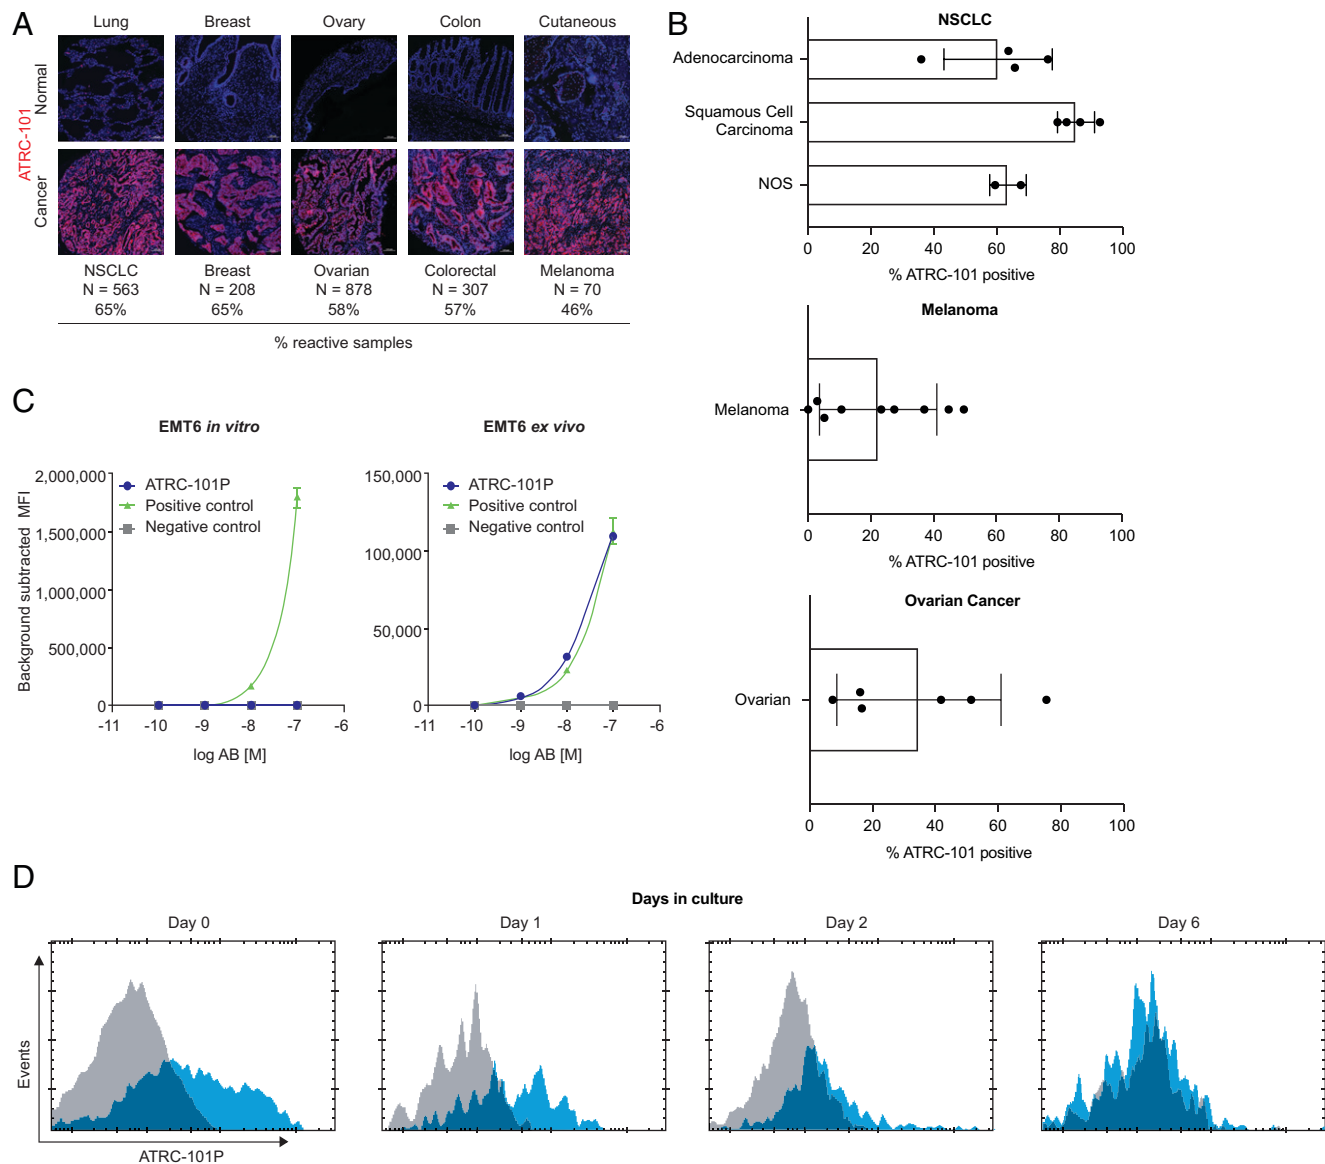 A
Lung Breast Ovary Colon Cutaneous
ATRC-101
Normal
Cancer
NSCLC Breast Ovarian Colorectal Melanoma
N = 563 N = 208 N = 878 N = 307 N = 70
65% 65% 58% 57% 46%
% reactive samples
B
NSCLC
Adenocarcinoma
Squamous Cell
Carcinoma
NOS
0 20 40 60 80 100
% ATRC-101 positive
Melanoma
Melanoma
0 20 40 60 80 100
% ATRC-101 positive
Ovarian Cancer
Ovarian
0 20 40 60 80 100
% ATRC-101 positive
C
EMT6 in vitro
Background subtracted MFI
2,000,000
1,500,000
1,000,000
500,000
0
ATRC-101P
Positive control
Negative control
-11 -10 -9 -8 -7 -6
log AB [M]
EMT6 ex vivo
150,000
100,000
50,000
0
ATRC-101P
Positive control
Negative control
-11 -10 -9 -8 -7 -6
log AB [M]
D
Days in culture
Day 0 Day 1 Day 2 Day 6
Events
ATRC-101P